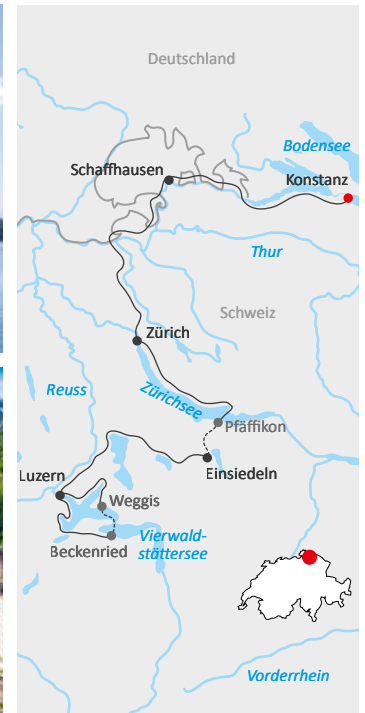 Deutschland
Bodensee
Schaffhausen
Konstanz
Thur
Schweiz
Zürich
Reuss
Zürichsee
Pfäffikon
Luzern
Einsiedeln
Weggis
Beckenried
Vierwald-
stättersee
Vorderrhein